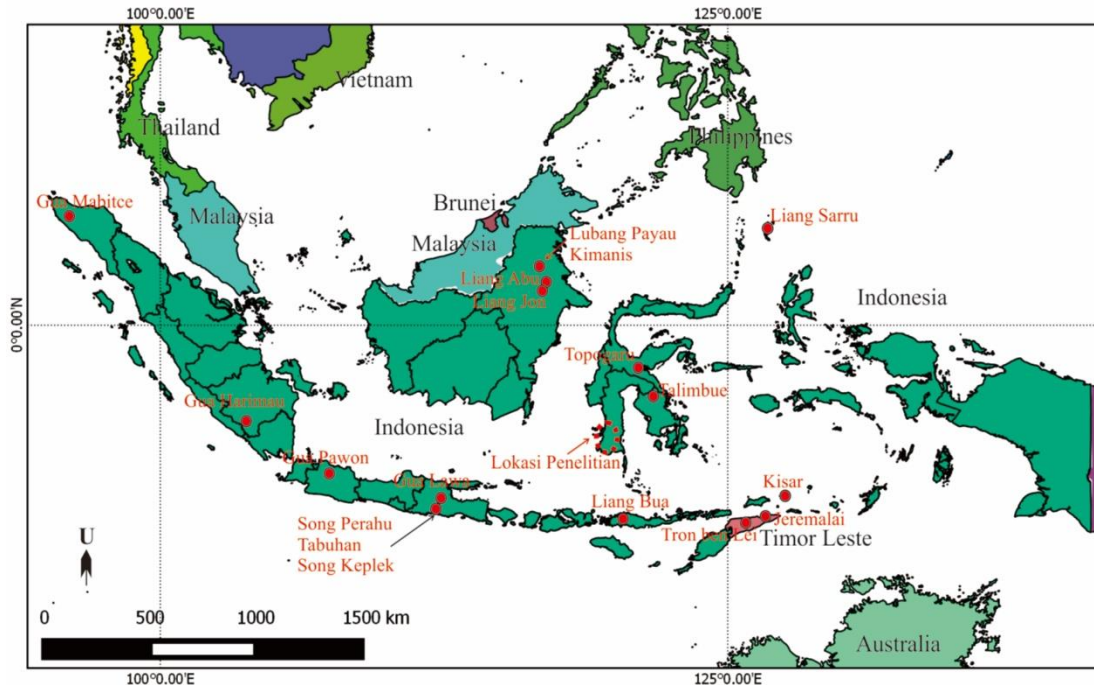 100°0.00'E
125°0.00'E
Vietnam
Thailand
Philippines
Gua Mabitce
Malaysia
Brunei
Malaysia
Lubang Payau
Kimanis
Liang Sarru
Liang Abu
Liang Jon
Indonesia
0°0.00'N
Topogaru
Talimbue
Gua Harimau
Indonesia
Lokasi Penelitian
Gua Pawon
Gua Lawa
Liang Bua
Kisar
Song Perahu
Tabuhan
Song Keplek
Jeremalai
Tron bon Lei
Timor Leste
U
0
500
1000
1500 km
Australia
100°0.00'E
125°0.00'E